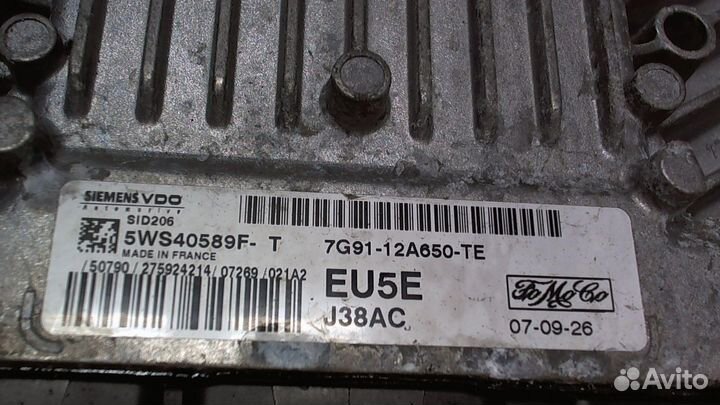 SIEMENS VDO
Automotive
SID206
5WS40589F- T
MADE IN FRANCE
/50790/275924214/07269/021A2
7G91-12A650-TE
EU5E
J38AC
FoMoCo
07-09-26
Avito